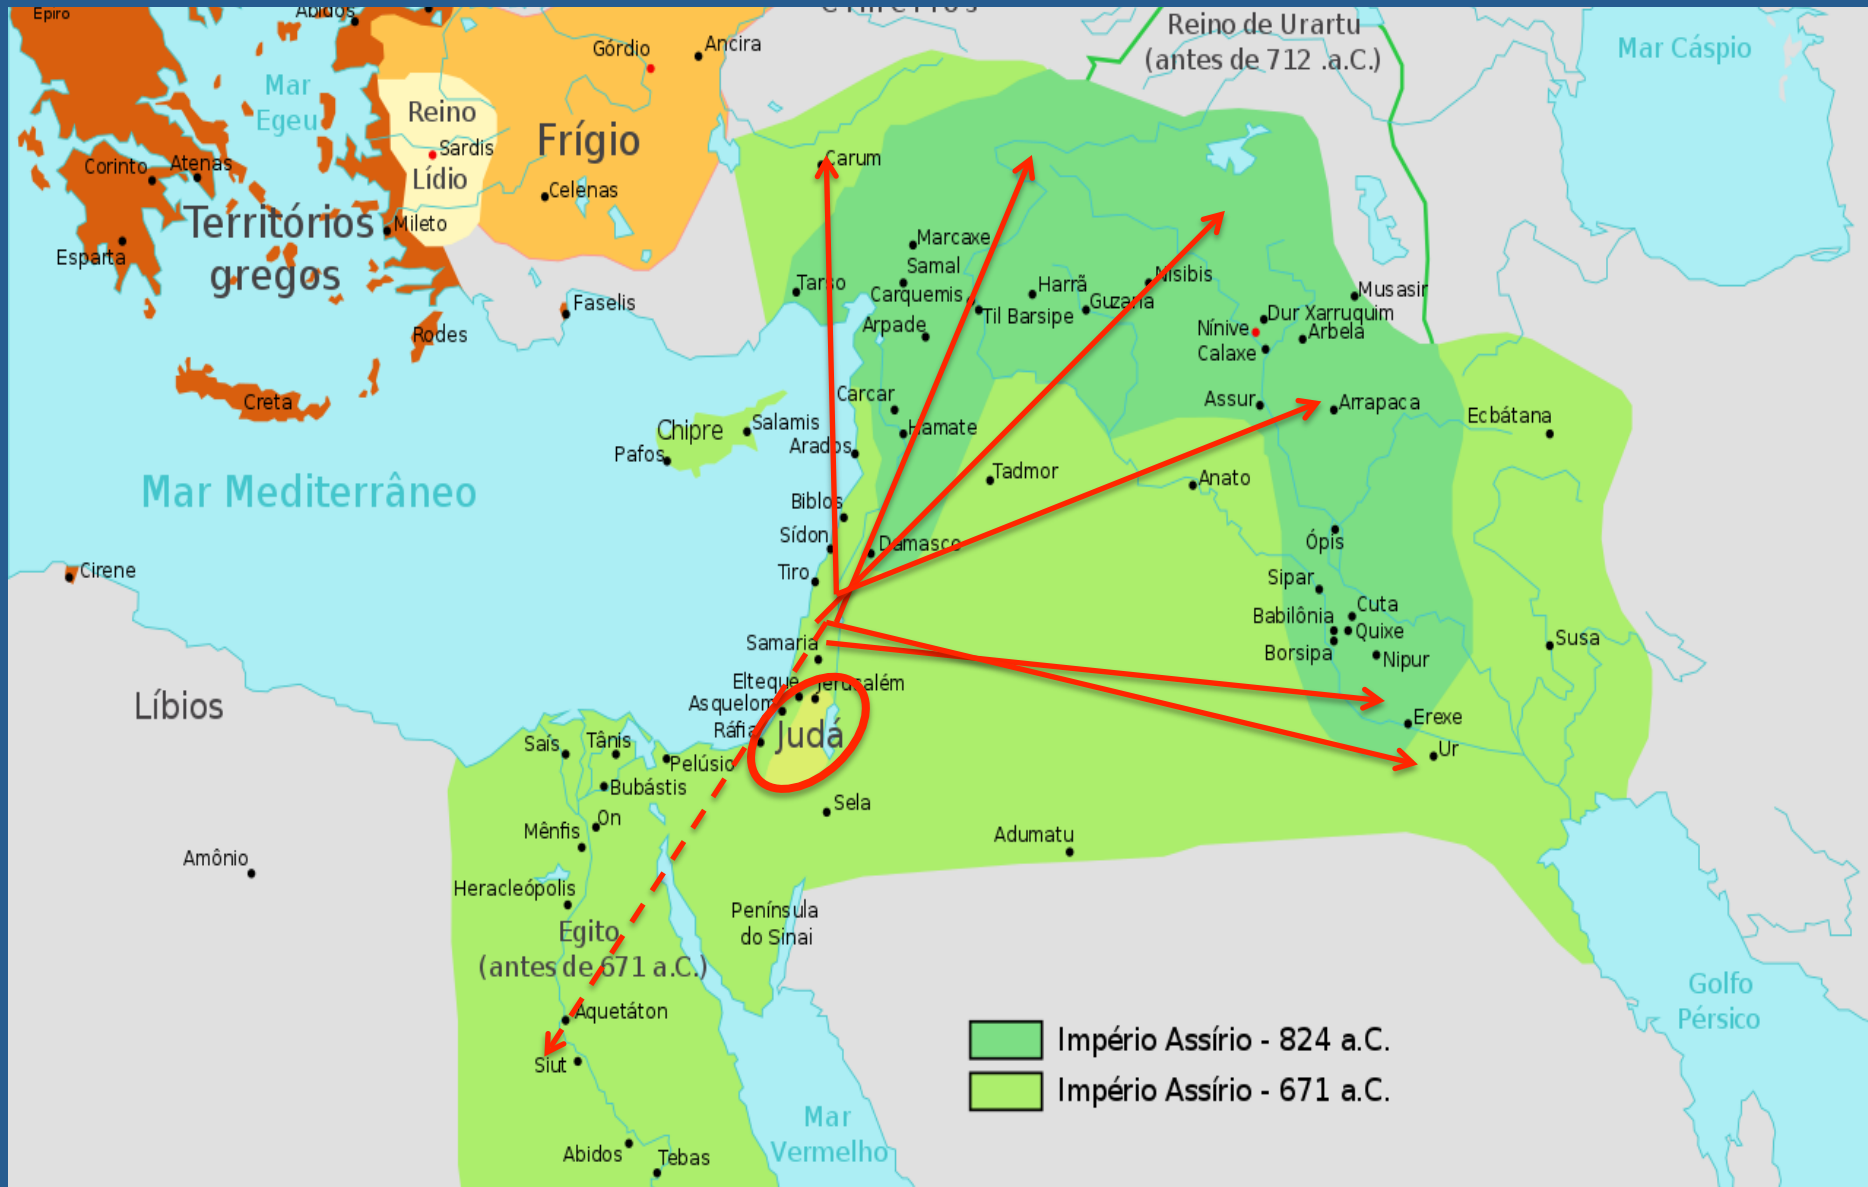 Epiro
Abidos
Reino de Urartu
(antes de 712 .a.C.)
Mar Cáspio
Górdio
Ancira
Mar
Egeu
Reino
Lídio
Sardis
Frígio
Corinto
Atenas
Celenas
Carum
Territórios
gregos
Mileto
Esparta
Marcaxe
Samal
Tarso
Carquemis
Harrã
Nisibis
Guzana
Til Barsipe
Musasir
Dur Xarruquim
Nínive
Arbela
Calaxe
Faselis
Rodes
Arpade
Creta
Carcar
Assur
Arrapaca
Ecbátana
Chipre
Salamis
Hamate
Arados
Pafos
Tadmor
Anato
Mar Mediterrâneo
Biblos
Sídon
Damasco
Ópis
Cirene
Tiro
Sipar
Cuta
Babilônia
Quixe
Borsipa
Nipur
Susa
Samaria
Elteque
Jerusalém
Asquelom
Ráfia
Judá
Erexe
Ur
Líbios
Saís
Tânis
Pelúsio
Bubástis
On
Mênfis
Sela
Adumatu
Amônio
Heracleópolis
Península
do Sinai
Egito
(antes de 671 a.C.)
Aquetáton
Siut
Golfo
Pérsico
Império Assírio - 824 a.C.
Império Assírio - 671 a.C.
Mar
Vermelho
Abidos
Tebas